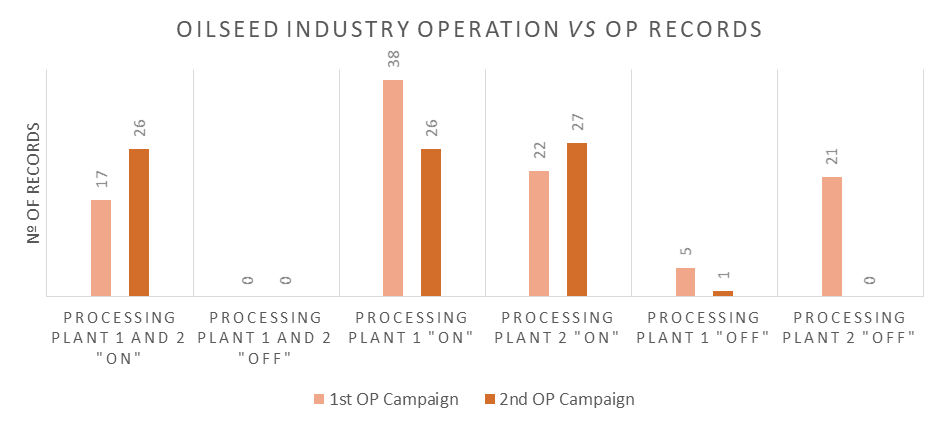 OILSEED INDUSTRY OPERATION VS OP RECORDS
Nº OF RECORDS
17
26
0
0
38
26
22
27
5
1
21
0
PROCESSING PLANT 1 AND 2 "ON"
PROCESSING PLANT 1 AND 2 "OFF"
PROCESSING PLANT 1 "ON"
PROCESSING PLANT 2 "ON"
PROCESSING PLANT 1 "OFF"
PROCESSING PLANT 2 "OFF"
1st OP Campaign
2nd OP Campaign